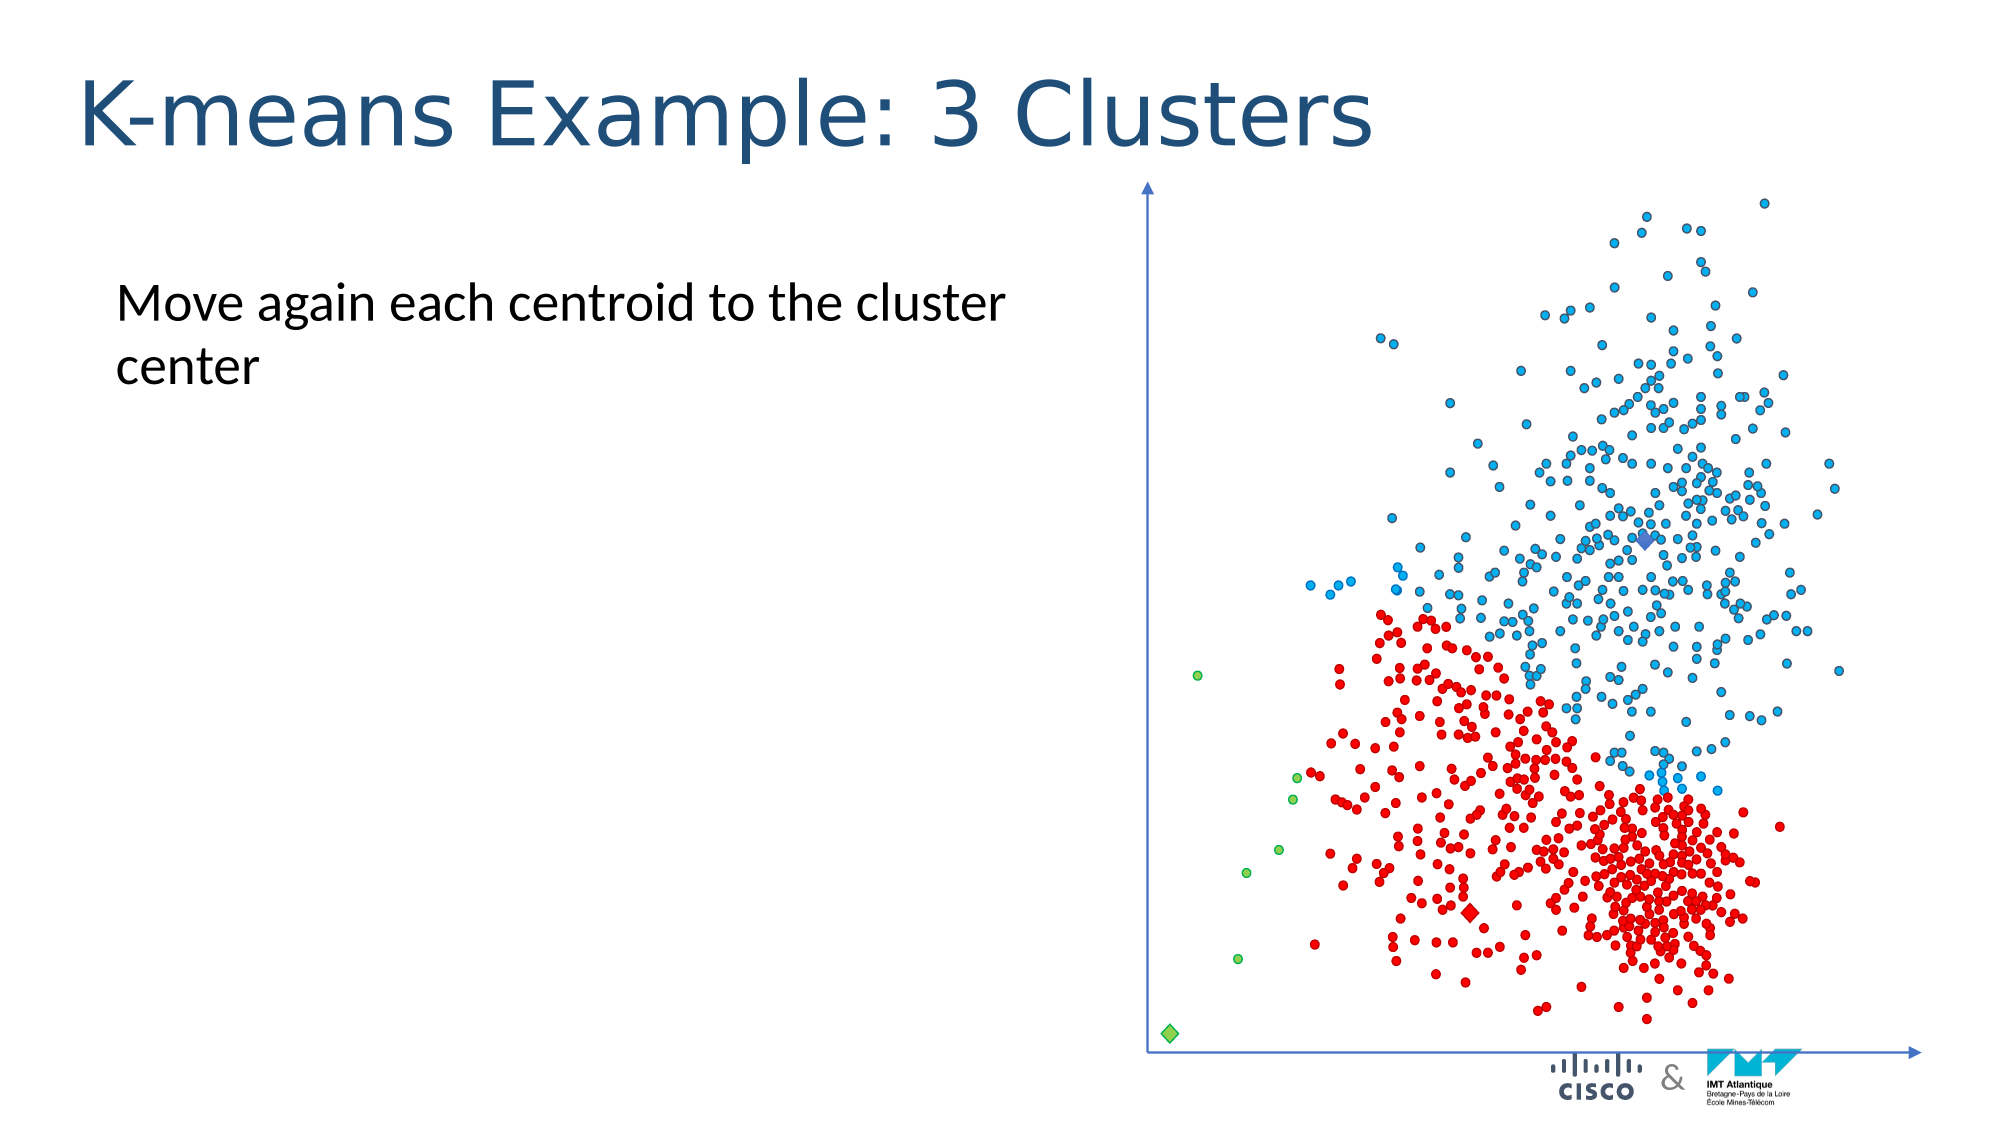 K-means Example: 3 Clusters
Move again each centroid to the cluster
center
CISCO
&
IMT Atlantique
Bretagne-Pays de la Loire
École Mines-Télécom